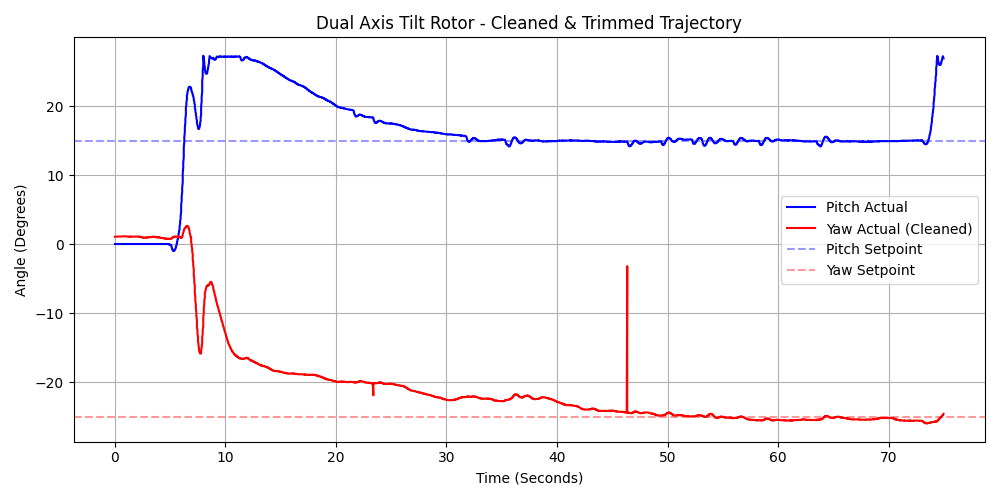 Dual Axis Tilt Rotor - Cleaned & Trimmed Trajectory
Angle (Degrees)
20
10
0
−10
−20
Pitch Actual
Yaw Actual (Cleaned)
Pitch Setpoint
Yaw Setpoint
0 10 20 30 40 50 60 70
Time (Seconds)